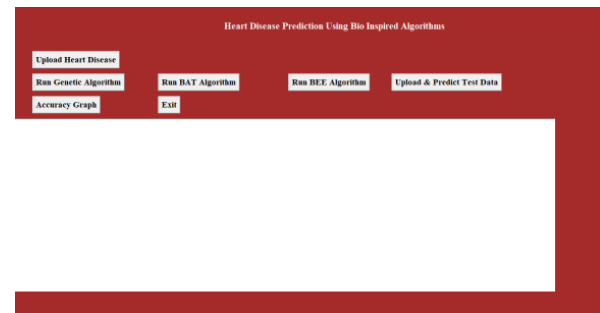 Heart Disease Prediction Using Bio Inspired Algorithms
Upload Heart Disease
Run Genetic Algorithm Run BAT Algorithm Run BEE Algorithm Upload & Predict Test Data
Accuracy Graph Exit